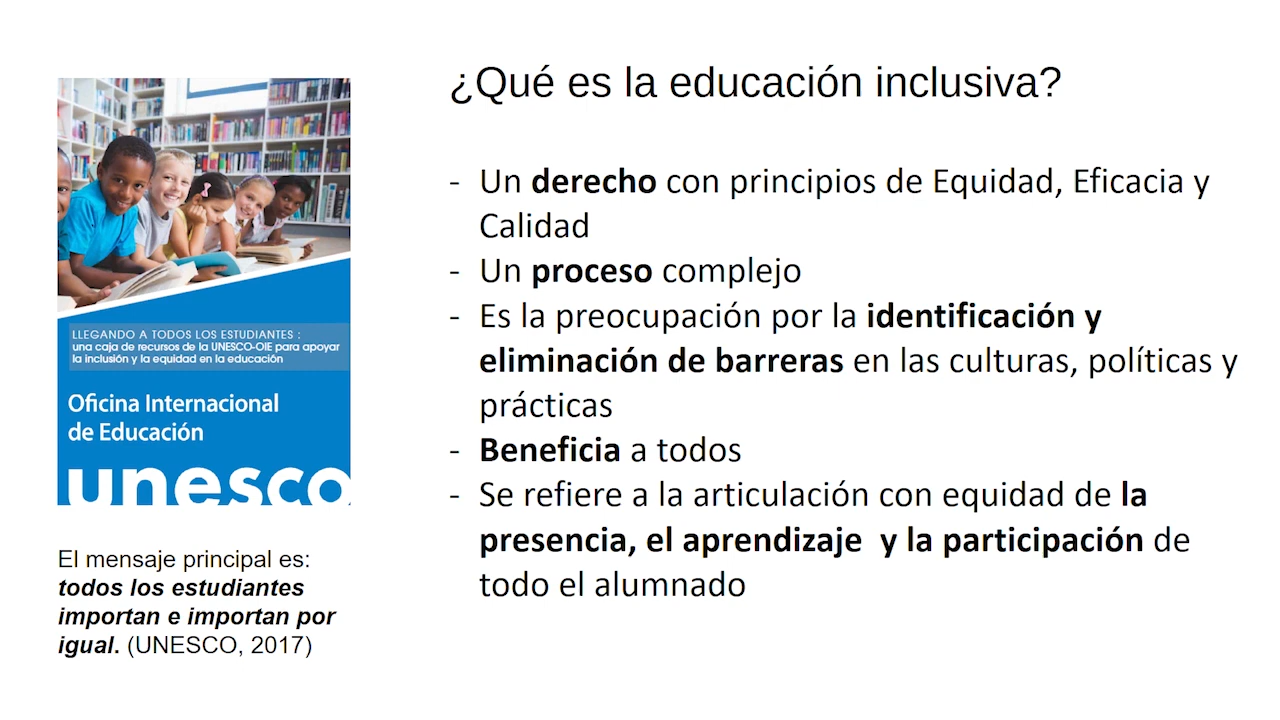 ¿Qué es la educación inclusiva?
- Un derecho con principios de Equidad, Eficacia y
Calidad
- Un proceso complejo
- Es la preocupación por la identificación y
eliminación de barreras en las culturas, políticas y
prácticas
- Beneficia a todos
- Se refiere a la articulación con equidad de la
presencia, el aprendizaje y la participación de
todo el alumnado
LLEGANDO A TODOS LOS ESTUDIANTES :
una caja de recursos de la UNESCO-OIE para apoyar
la inclusión y la equidad en la educación
Oficina Internacional
de Educación
unesco
El mensaje principal es:
todos los estudiantes
importan e importan por
igual. (UNESCO, 2017)